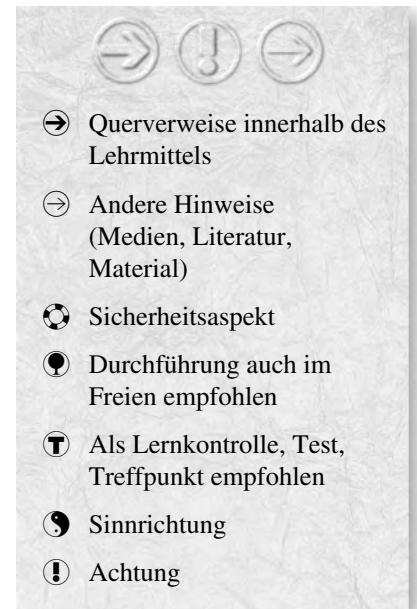 Querverweise innerhalb des
Lehrmittels
Andere Hinweise
(Medien, Literatur,
Material)
Sicherheitsaspekt
Durchführung auch im
Freien empfohlen
T Als Lernkontrolle, Test,
Treffpunkt empfohlen
Sinnrichtung
! Achtung